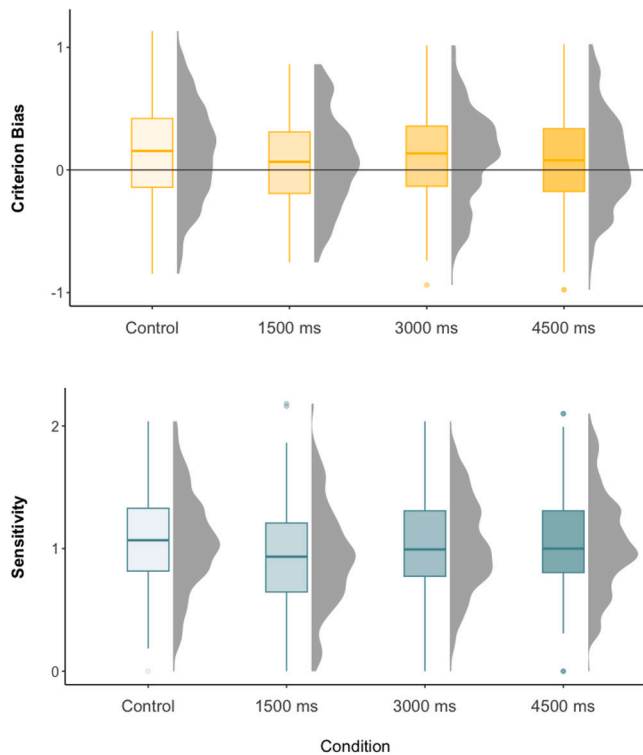 Criterion Bias
1
0
-1
Control 1500 ms 3000 ms 4500 ms
Sensitivity
2
1
0
Control 1500 ms 3000 ms 4500 ms
Condition